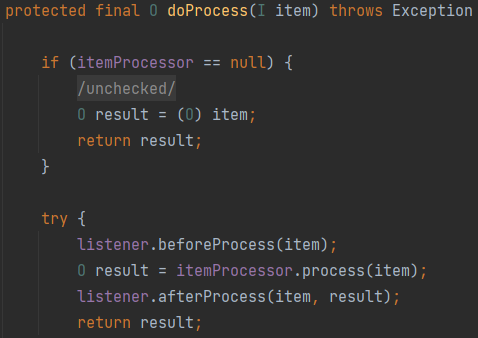 protected final O doProcess(I item) throws Exception
if (itemProcessor == null) {
/unchecked/
O result = (O) item;
return result;
}
try {
listener.beforeProcess(item);
O result = itemProcessor.process(item);
listener.afterProcess(item, result);
return result;